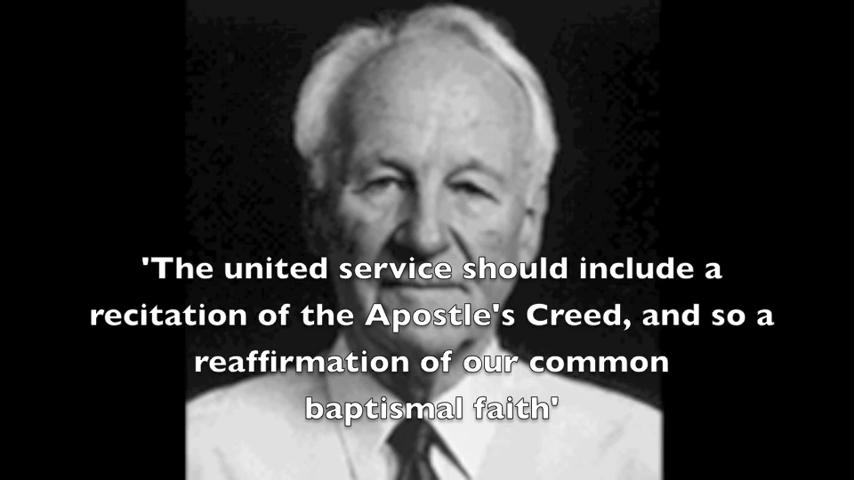 'The united service should include a
recitation of the Apostle's Creed, and so a
reaffirmation of our common
baptismal faith'